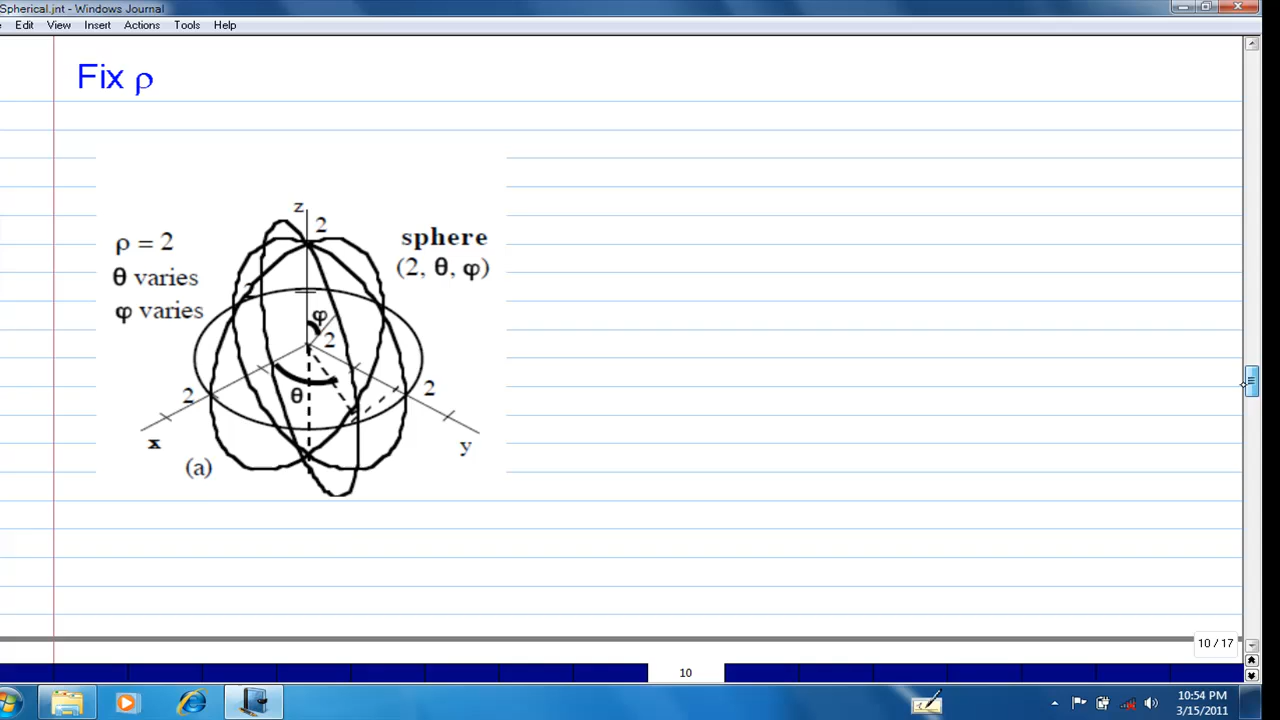 Spherical.jnt - Windows Journal
Edit View Insert Actions Tools Help
Fix ρ
z
2
ρ = 2
sphere
θ varies
(2, θ, φ)
2
φ varies
φ
2
2
θ
2
x
y
(a)
10 / 17
10
10:54 PM
3/15/2011